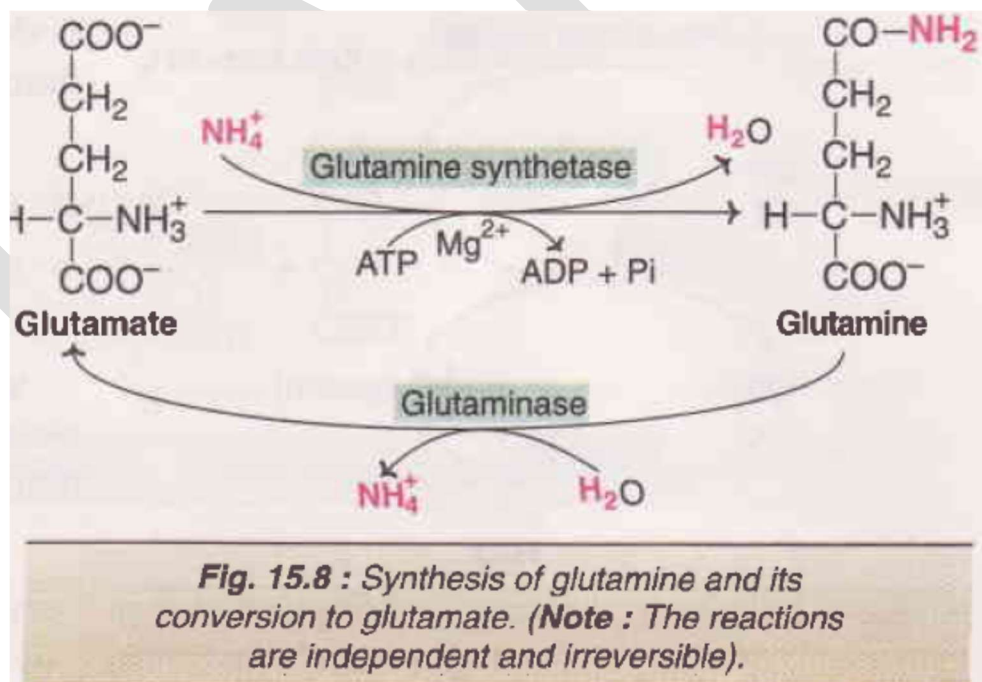 COO⁻
CH₂
CH₂
H–C–NH₃⁺
COO⁻
Glutamate
NH₄⁺
Glutamine synthetase
H₂O
ATP
Mg²⁺
ADP + Pi
CO–NH₂
CH₂
CH₂
H–C–NH₃⁺
COO⁻
Glutamine
Glutaminase
NH₄⁺
H₂O
Fig. 15.8 : Synthesis of glutamine and its
conversion to glutamate. (Note : The reactions
are independent and irreversible).